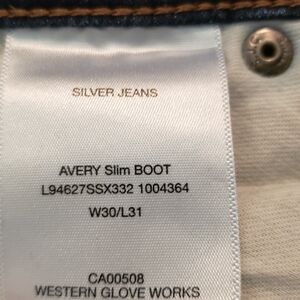 SILVER JEANS
AVERY Slim BOOT
L94627SSX332 1004364
W30/L31
CA00508
WESTERN GLOVE WORKS